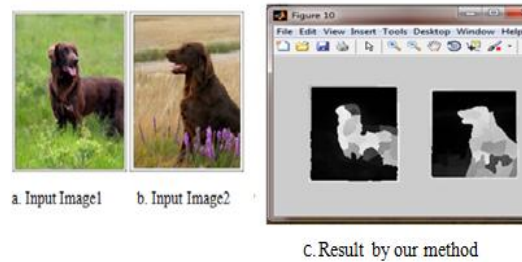 Figure 10
File Edit View Insert Tools Desktop Window Help
a. Input Image1
b. Input Image2
C. Result by our method